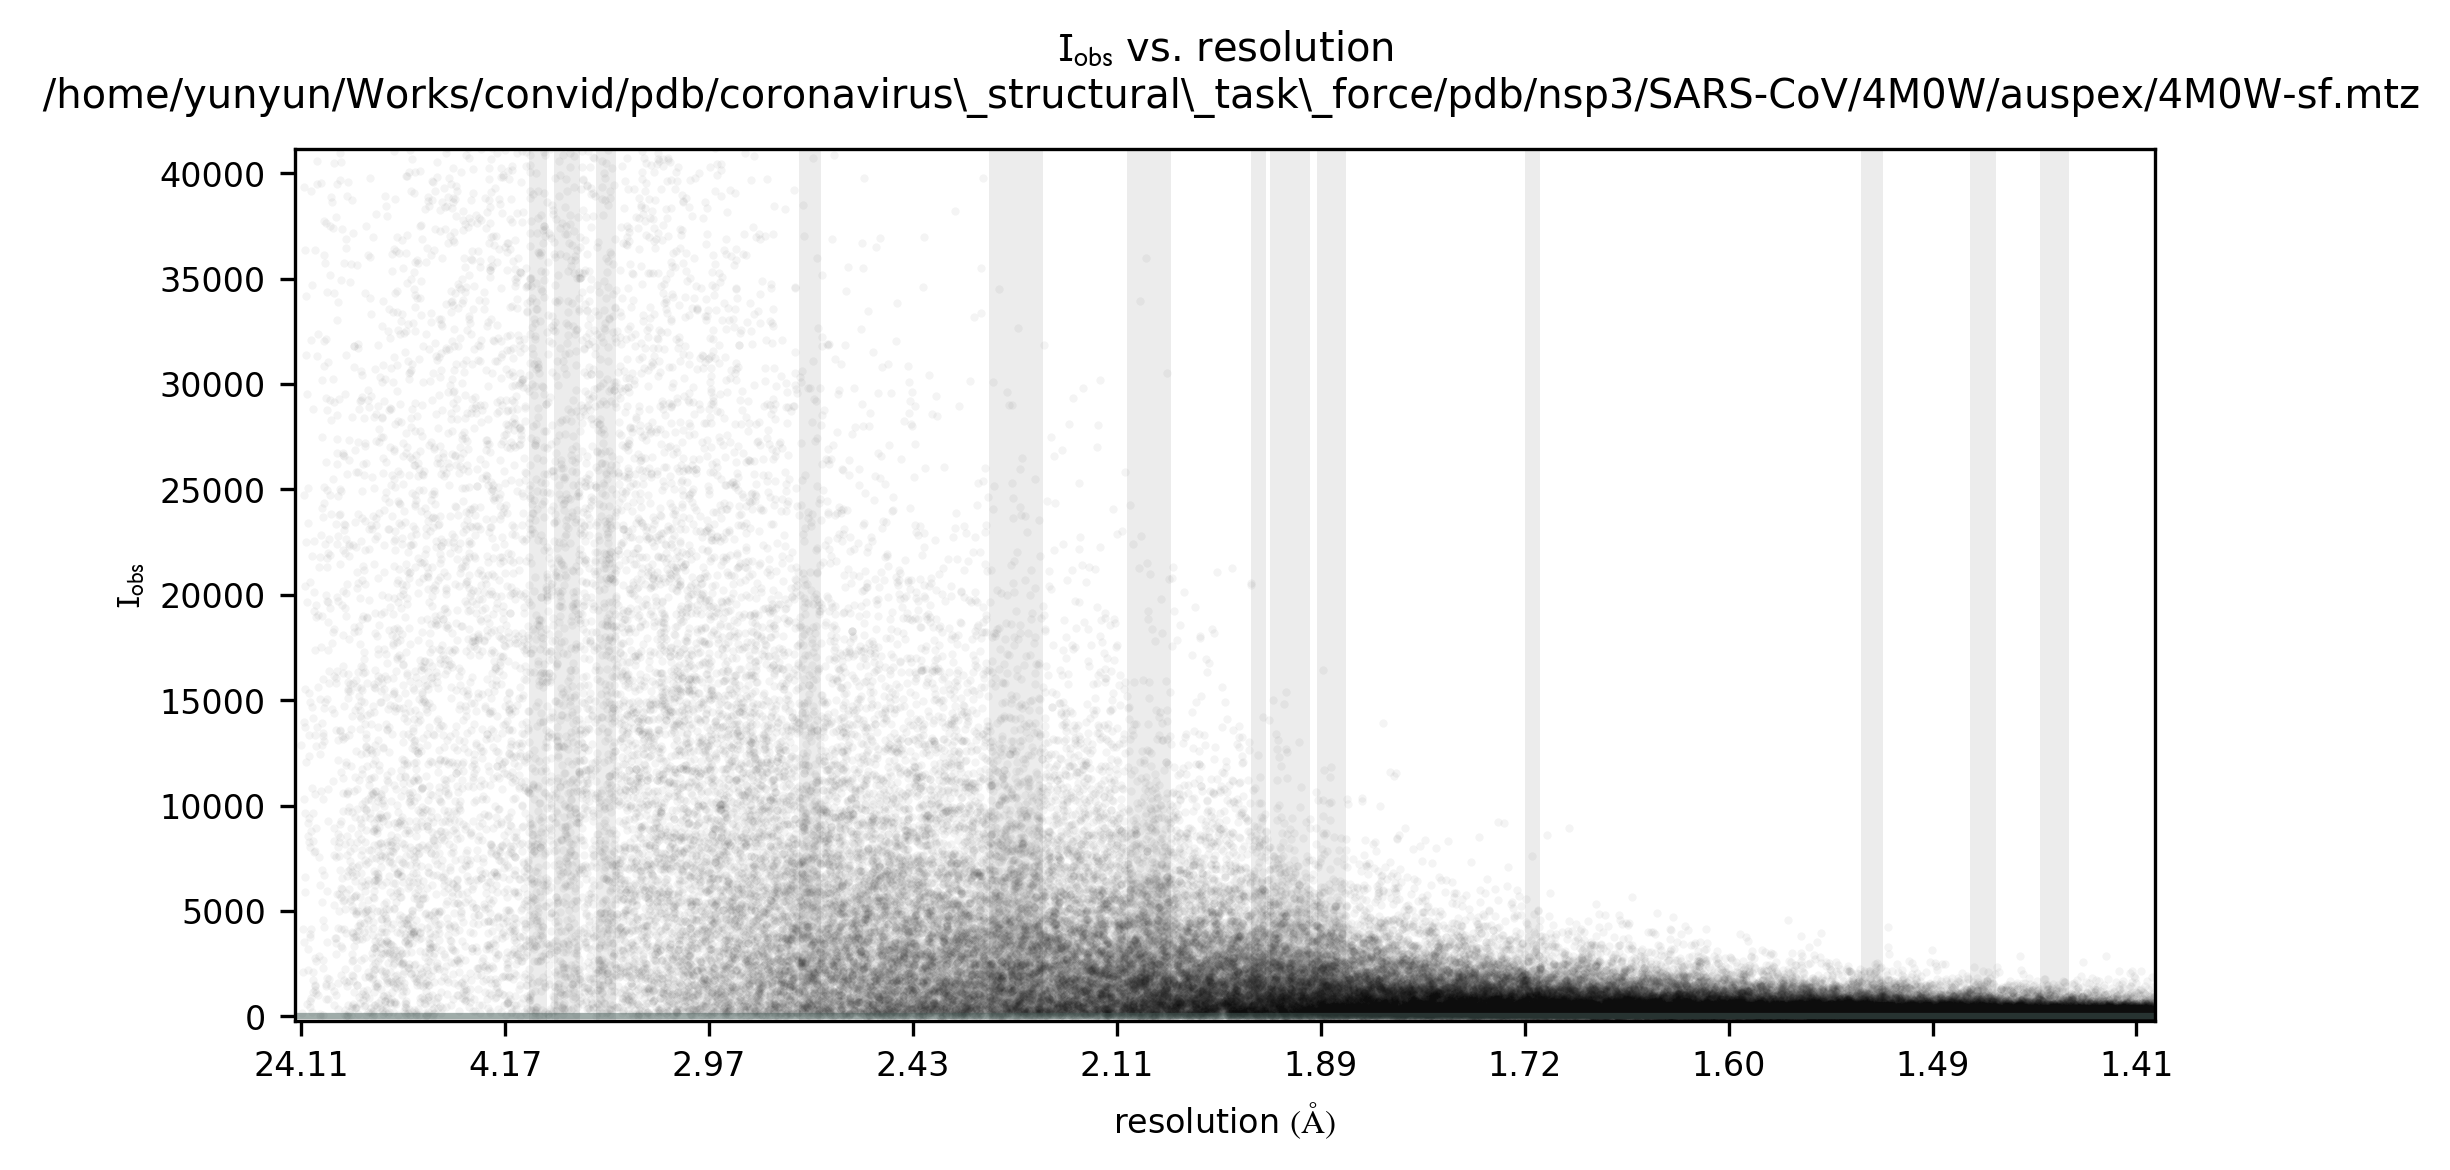 I_obs vs. resolution
/home/yunyun/Works/convid/pdb/coronavirus\_structural\_task\_force/pdb/nsp3/SARS-CoV/4M0W/auspex/4M0W-sf.mtz
40000
35000
30000
25000
20000
15000
10000
5000
0
I_obs
24.11 4.17 2.97 2.43 2.11 1.89 1.72 1.60 1.49 1.41
resolution (Å)